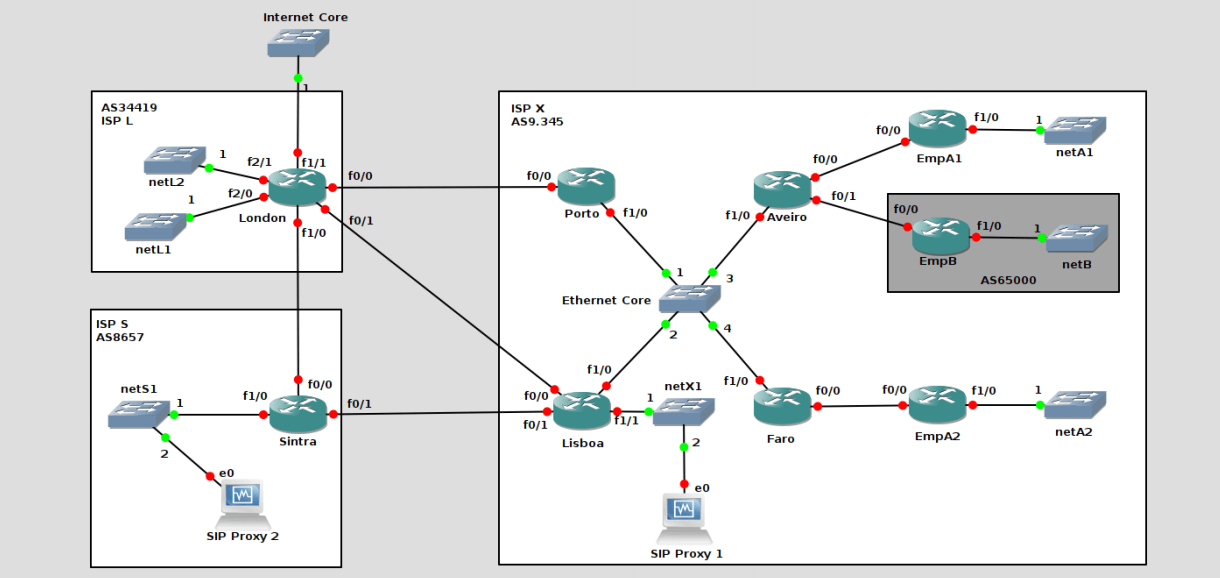 Internet Core
1
AS34419
ISP L
1
f2/1
f1/1
f0/0
netL2
1
f2/0
London
f0/1
netL1
f1/0
ISP S
AS8657
f0/0
netS1
1
f1/0
f0/1
Sintra
2
e0
SIP Proxy 2
ISP X
AS9.345
f0/0
Porto
f1/0
1
Ethernet Core
2
3
4
f0/0
f1/0
Aveiro
f0/1
f0/0
EmpA1
f1/0
1
netA1
f0/0
EmpB
f1/0
1
netB
AS65000
f1/0
f0/0
f0/1
Lisboa
f1/1
netX1
1
2
e0
SIP Proxy 1
f1/0
f0/0
Faro
f0/0
EmpA2
f1/0
1
netA2